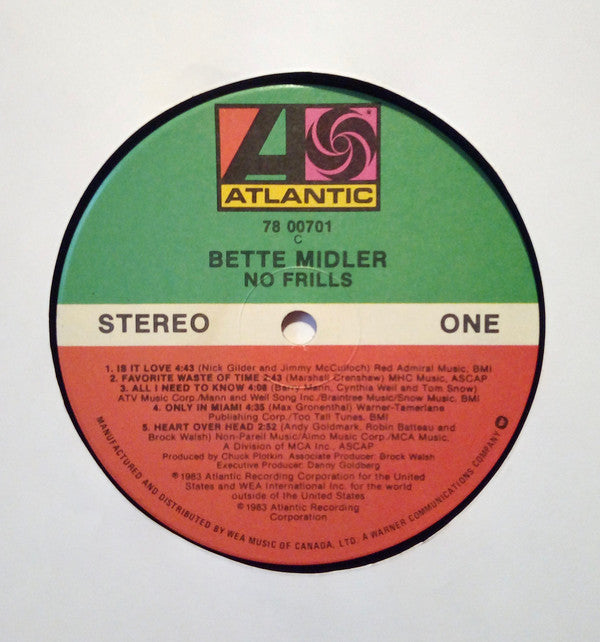 ATLANTIC
78 00701
C
BETTE MIDLER
NO FRILLS
STEREO
ONE
1. IS IT LOVE 4:43 (Nick Gilder and Jimmy McCulloch) Red Admiral Music, BMI
2. FAVORITE WASTE OF TIME 2:43 (Marshall Crenshaw) MHC Music, ASCAP
3. ALL I NEED TO KNOW 4:08 (Barry Mann, Cynthia Weil and Tom Snow)
ATV Music Corp./Mann and Weil Song Inc./Braintree Music/Snow Music, BMI
4. ONLY IN MIAMI 4:35 (Max Gronenthal) Warner-Tamerlane
Publishing Corp./Too Tall Tunes, BMI
5. HEART OVER HEAD 2:52 (Andy Goldmark, Robin Batteau and
Brock Walsh) Non-Pareil Music/Almo Music Corp./MCA Music,
A Division of MCA Inc., ASCAP
Produced by Chuck Plotkin, Associate Producer: Brock Walsh
Executive Producer: Danny Goldberg
℗1983 Atlantic Recording Corporation for the United
States and WEA International Inc. for the world
outside of the United States
©1983 Atlantic Recording
Corporation
MANUFACTURED AND DISTRIBUTED BY WEA MUSIC OF CANADA, LTD. A WARNER COMMUNICATIONS COMPANY